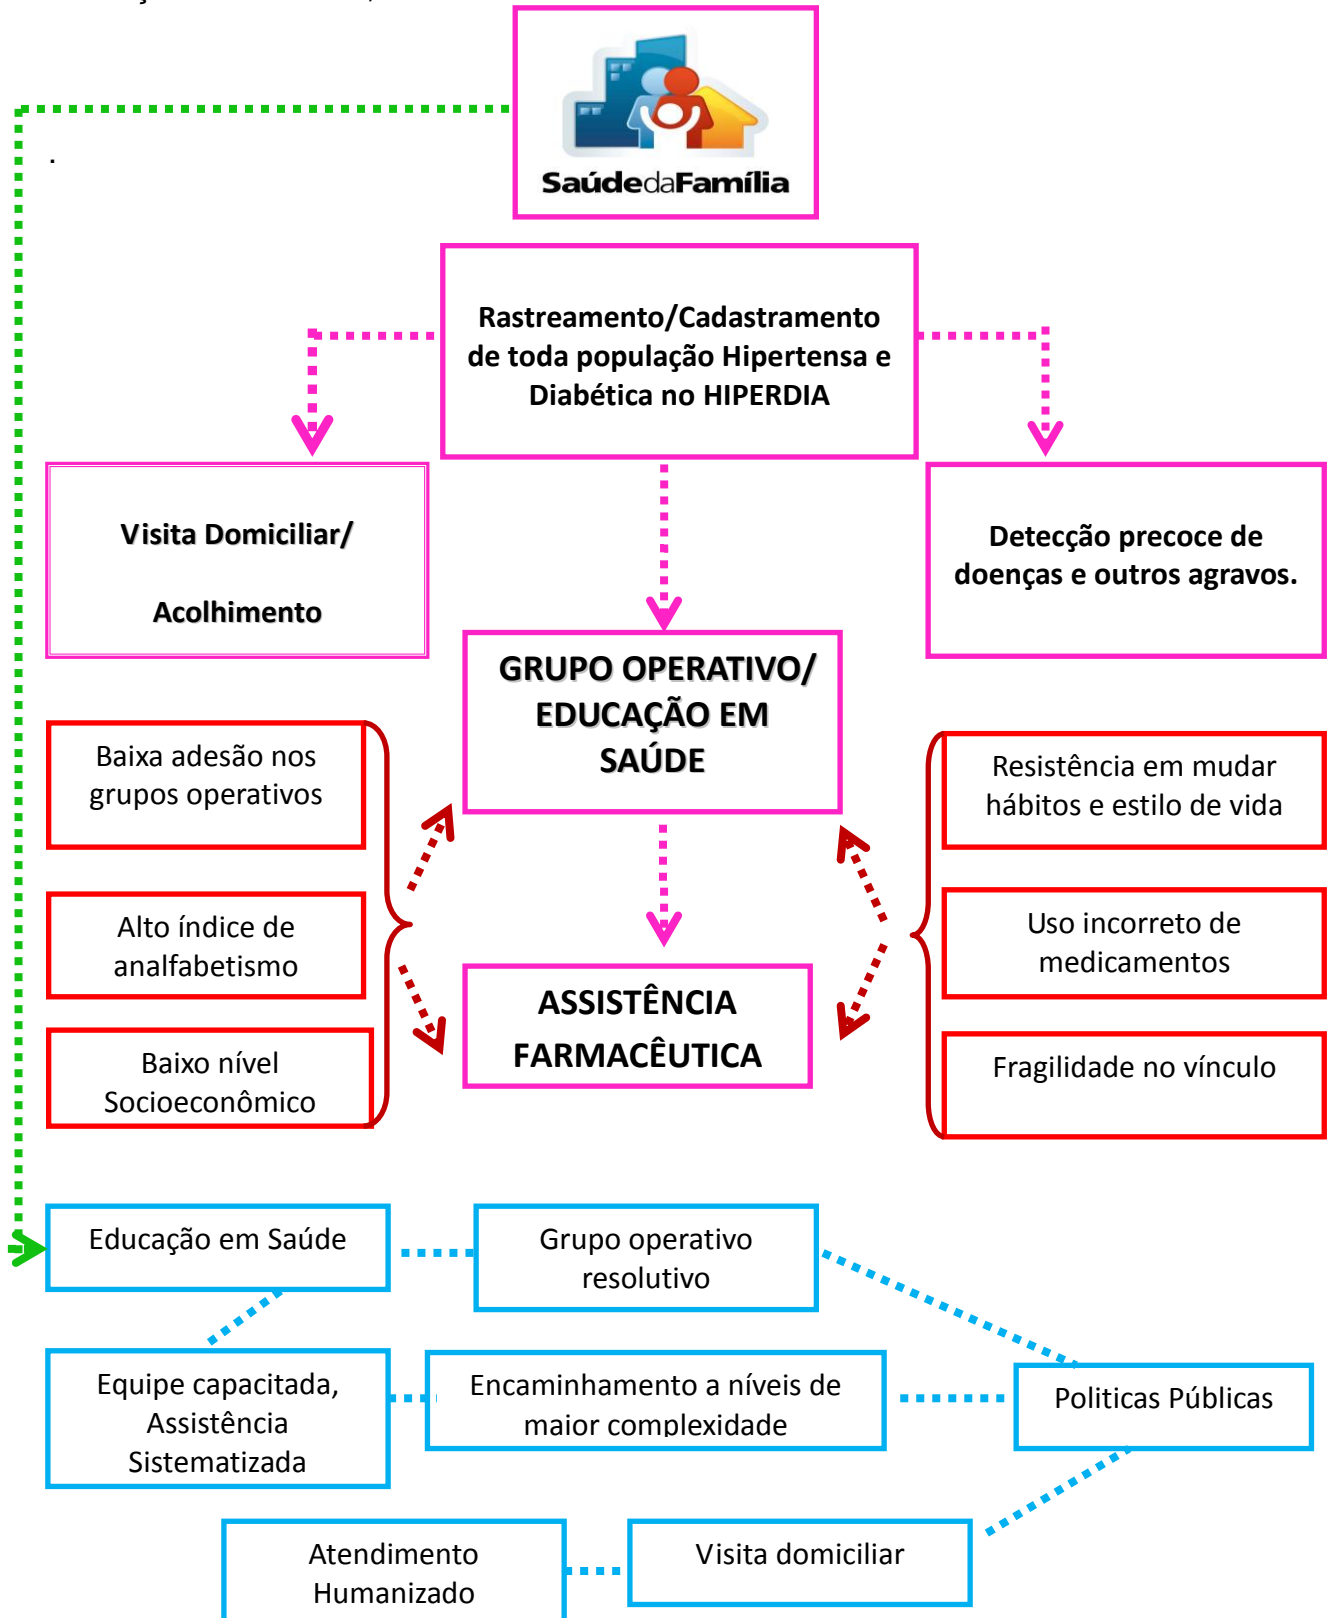 SaúdedaFamília
Rastreamento/Cadastramento
de toda população Hipertensa e
Diabética no HIPERDIA
Visita Domiciliar/
Acolhimento
Detecção precoce de
doenças e outros agravos.
GRUPO OPERATIVO/
EDUCAÇÃO EM
SAÚDE
Baixa adesão nos
grupos operativos
Resistência em mudar
hábitos e estilo de vida
Alto índice de
analfabetismo
Uso incorreto de
medicamentos
ASSISTÊNCIA
FARMACÊUTICA
Baixo nível
Socioeconômico
Fragilidade no vínculo
Educação em Saúde
Grupo operativo
resolutivo
Equipe capacitada,
Assistência
Sistematizada
Encaminhamento a níveis de
maior complexidade
Politicas Públicas
Atendimento
Humanizado
Visita domiciliar